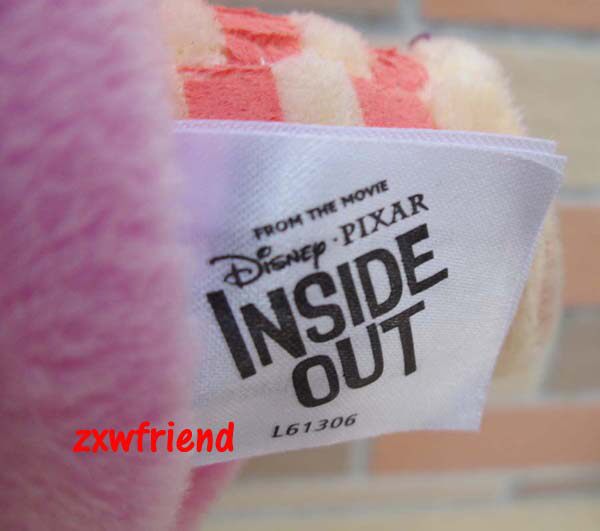 FROM THE MOVIE
Disney · PIXAR
INSIDE
OUT
L61306
zxwfriend